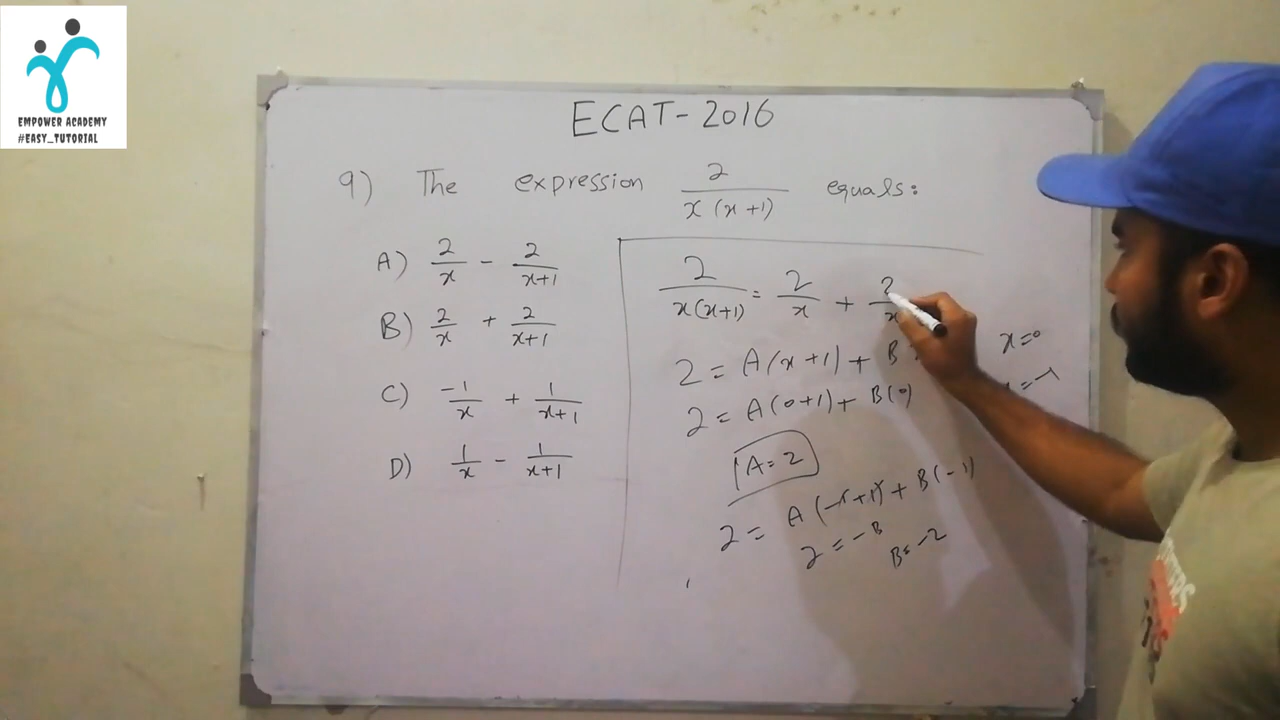 EMPOWER ACADEMY
#EASY_TUTORIAL
ECAT-2016
9) The expression 2/x(x+1) equals:
A) 2/x - 2/x+1
B) 2/x + 2/x+1
C) -1/x + 1/x+1
D) 1/x - 1/x+1
2/x(x+1) = 2/x + 2/x
2 = A(x+1) + B
x=0
2 = A(0+1) + B(0)
= -1
A=2
2 = A(-1+1) + B(-1)
2 = -B
B=-2